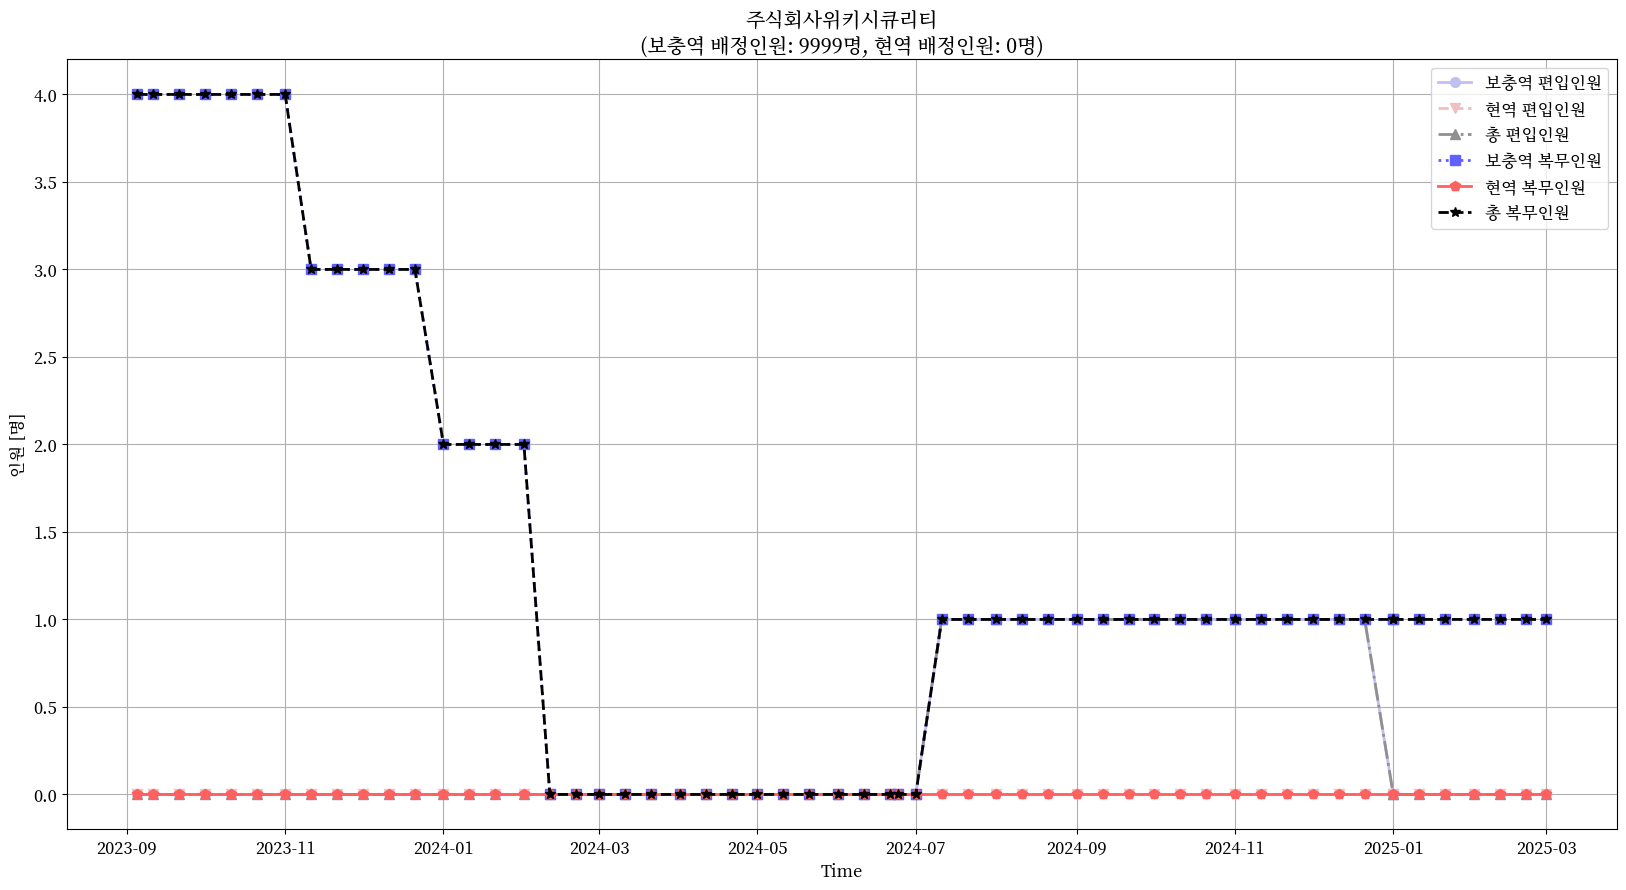 주식회사위키시큐리티
(보충역 배정인원: 9999명, 현역 배정인원: 0명)
보충역 편입인원
현역 편입인원
총 편입인원
보충역 복무인원
현역 복무인원
총 복무인원
4.0
3.5
3.0
2.5
2.0
1.5
1.0
0.5
0.0
인원 [명]
2023-09
2023-11
2024-01
2024-03
2024-05
2024-07
2024-09
2024-11
2025-01
2025-03
Time